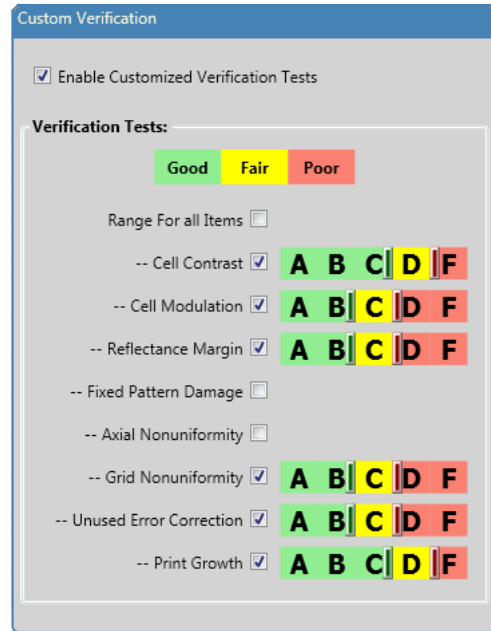 Custom Verification
Enable Customized Verification Tests
Verification Tests:
Good Fair Poor
Range For all Items
-- Cell Contrast A B C D F
-- Cell Modulation A B C D F
-- Reflectance Margin A B C D F
-- Fixed Pattern Damage
-- Axial Nonuniformity
-- Grid Nonuniformity A B C D F
-- Unused Error Correction A B C D F
-- Print Growth A B C D F